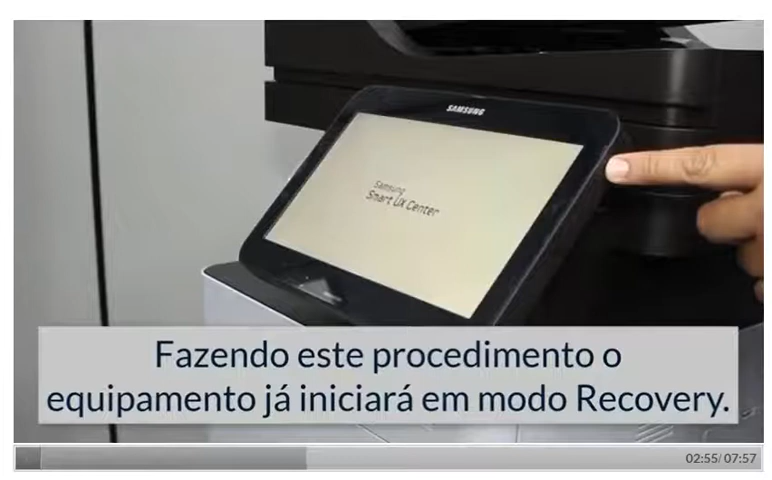 SAMSUNG
Samsung
Smart UX Center
Fazendo este procedimento o
equipamento já iniciará em modo Recovery.
02:55/07:57